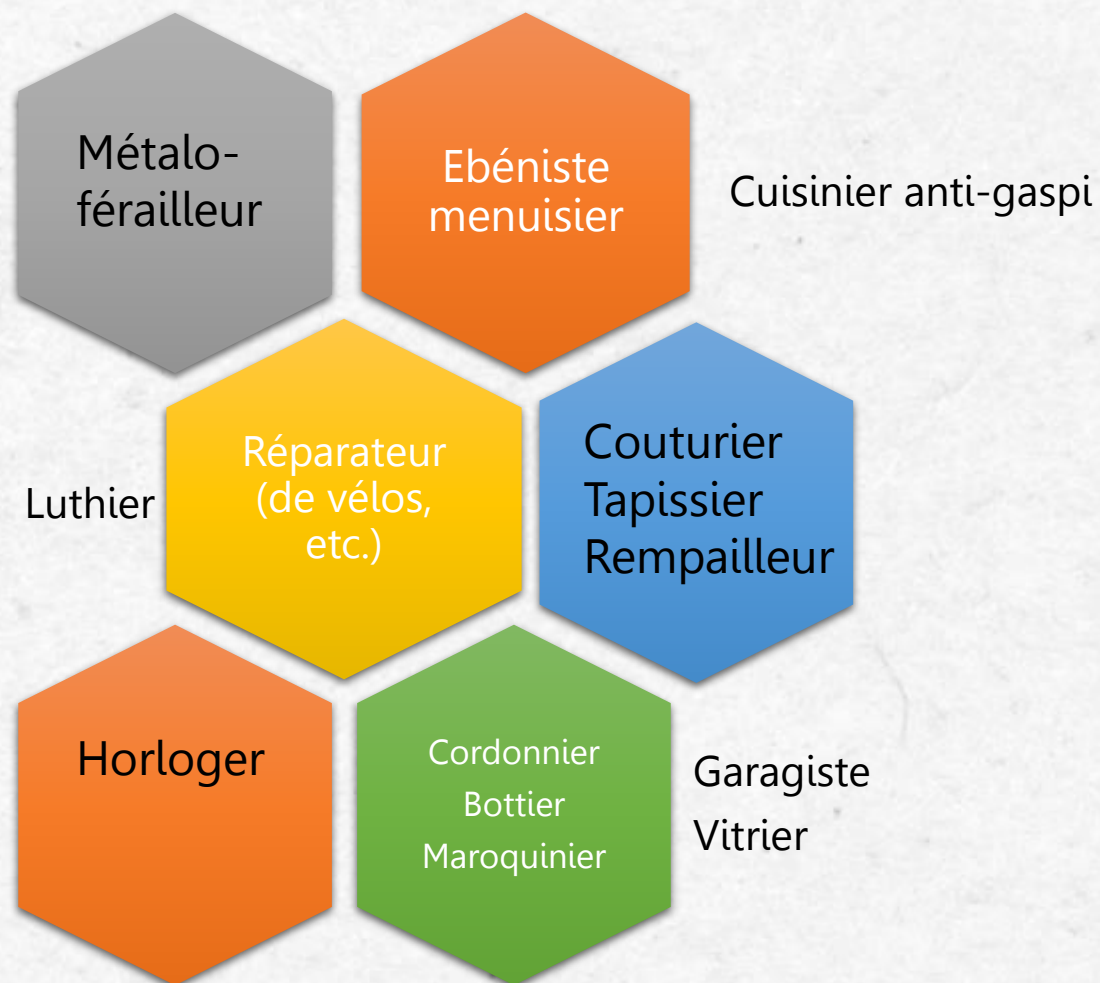 Métalo-
férailleur
Ebéniste
menuisier
Cuisinier anti-gaspi
Luthier
Réparateur
(de vélos,
etc.)
Couturier
Tapissier
Rempailleur
Horloger
Cordonnier
Bottier
Maroquinier
Garagiste
Vitrier